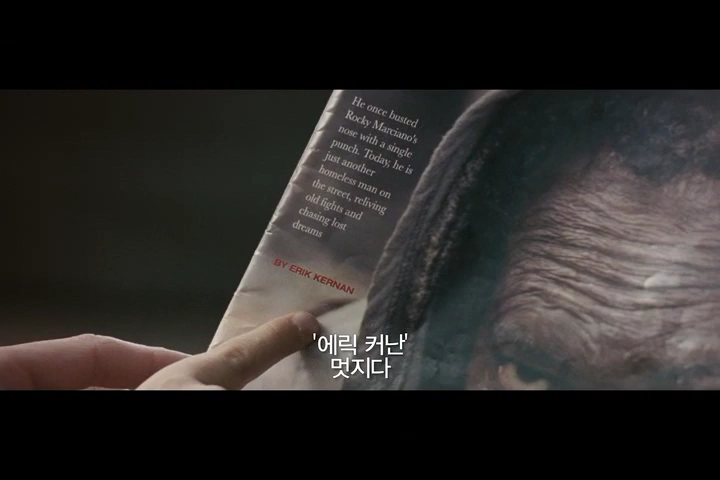 He once busted
Rocky Marciano's
nose with a single
punch. Today, he is
just another
homeless man on
the street, reliving
old fights and
chasing lost
dreams
BY ERIK KERNAN
'에릭 커난'
멋지다